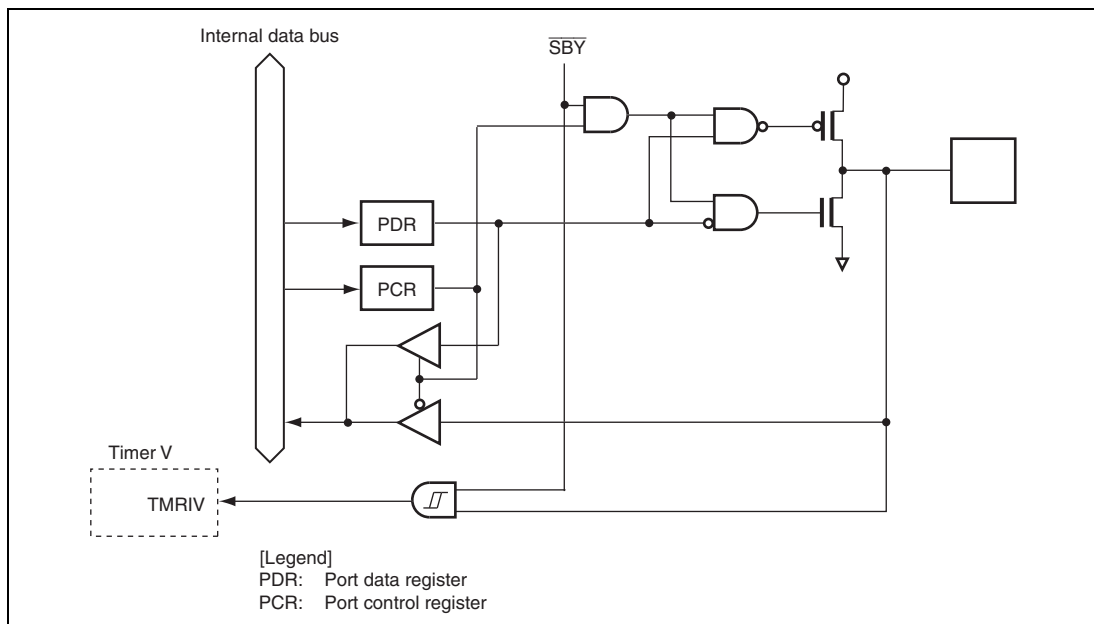 Internal data bus
SBY
PDR
PCR
Timer V
TMRIV
[Legend]
PDR: Port data register
PCR: Port control register